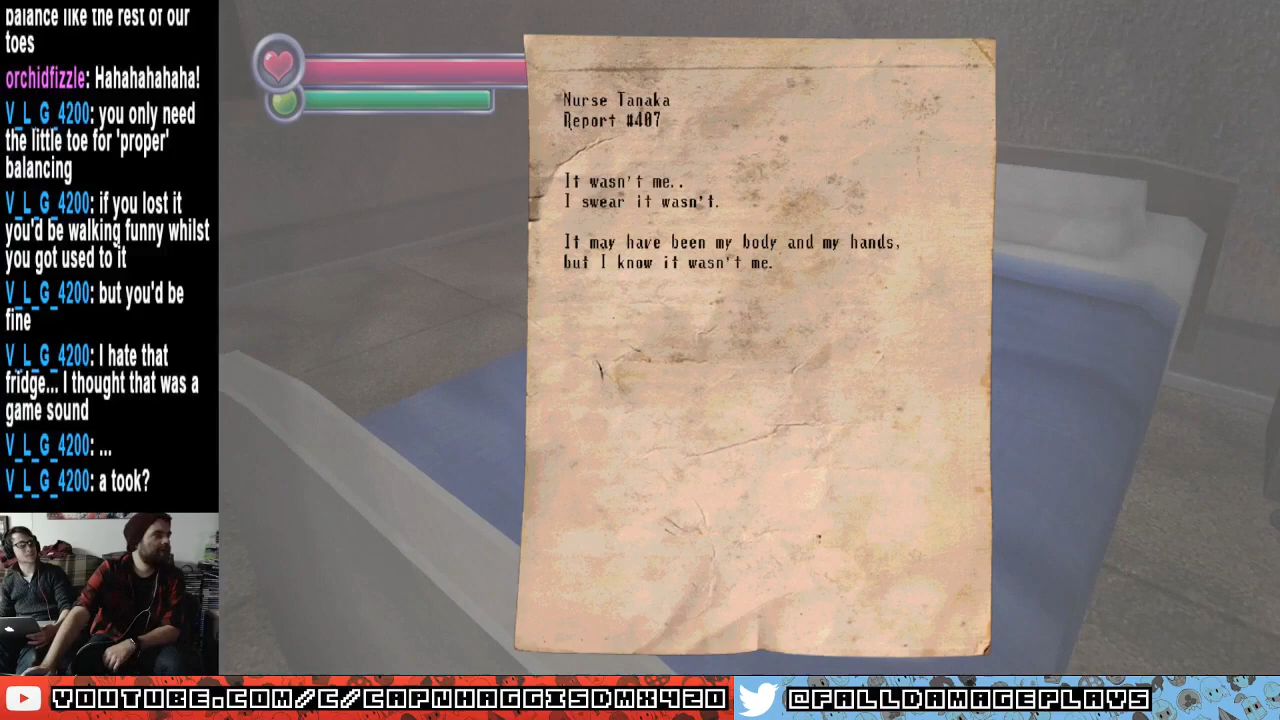 balance like the rest of our
toes
orchidfizzle: Hahahahahaha!
V_L_G_4200: you only need
the little toe for 'proper'
balancing
V_L_G_4200: if you lost it
you'd be walking funny whilst
you got used to it
V_L_G_4200: but you'd be
fine
V_L_G_4200: I hate that
fridge... I thought that was a
game sound
V_L_G_4200: ...
V_L_G_4200: a took?
Nurse Tanaka
Report #407
It wasn't me..
I swear it wasn't.
It may have been my body and my hands,
but I know it wasn't me.
YOUTUBE.COM/C/CAPNHAGGISDMX420
@FALLDAMAGEPLAYS